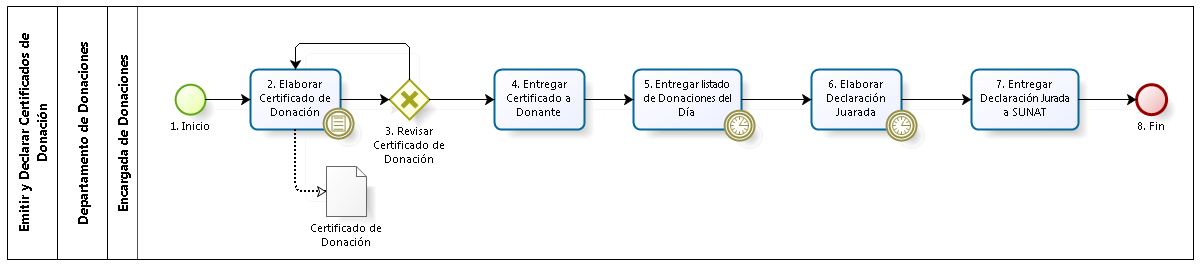 Emitir y Declarar Certificados de
Donación
Departamento de Donaciones
Encargada de Donaciones
1. Inicio
2. Elaborar
Certificado de
Donación
3. Revisar
Certificado de
Donación
Certificado de
Donación
4. Entregar
Certificado a
Donante
5. Entregar listado
de Donaciones del
Día
6. Elaborar
Declaración
Juarada
7. Entregar
Declaración Jurada
a SUNAT
8. Fin